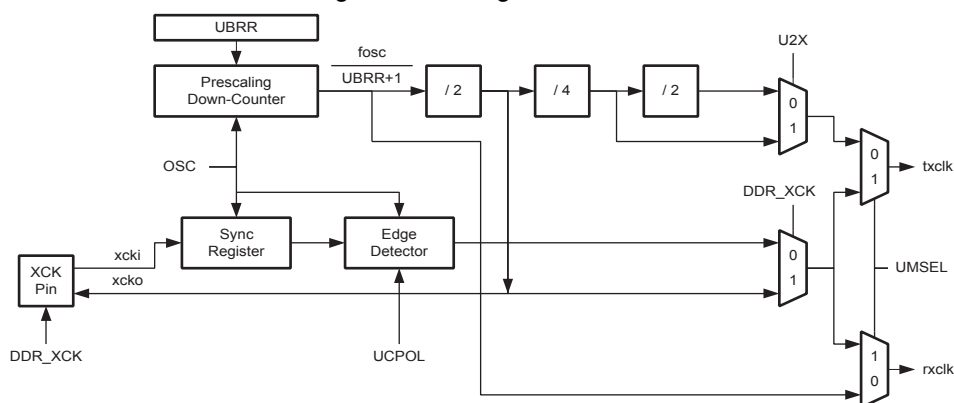 UBRR
fosc
U2X
Prescaling
Down-Counter
UBRR+1
/ 2
/ 4
/ 2
0
1
OSC
0
1
txclk
DDR_XCK
Sync
Register
Edge
Detector
xcki
0
1
UMSEL
XCK
Pin
xcko
DDR_XCK
UCPOL
1
0
rxclk